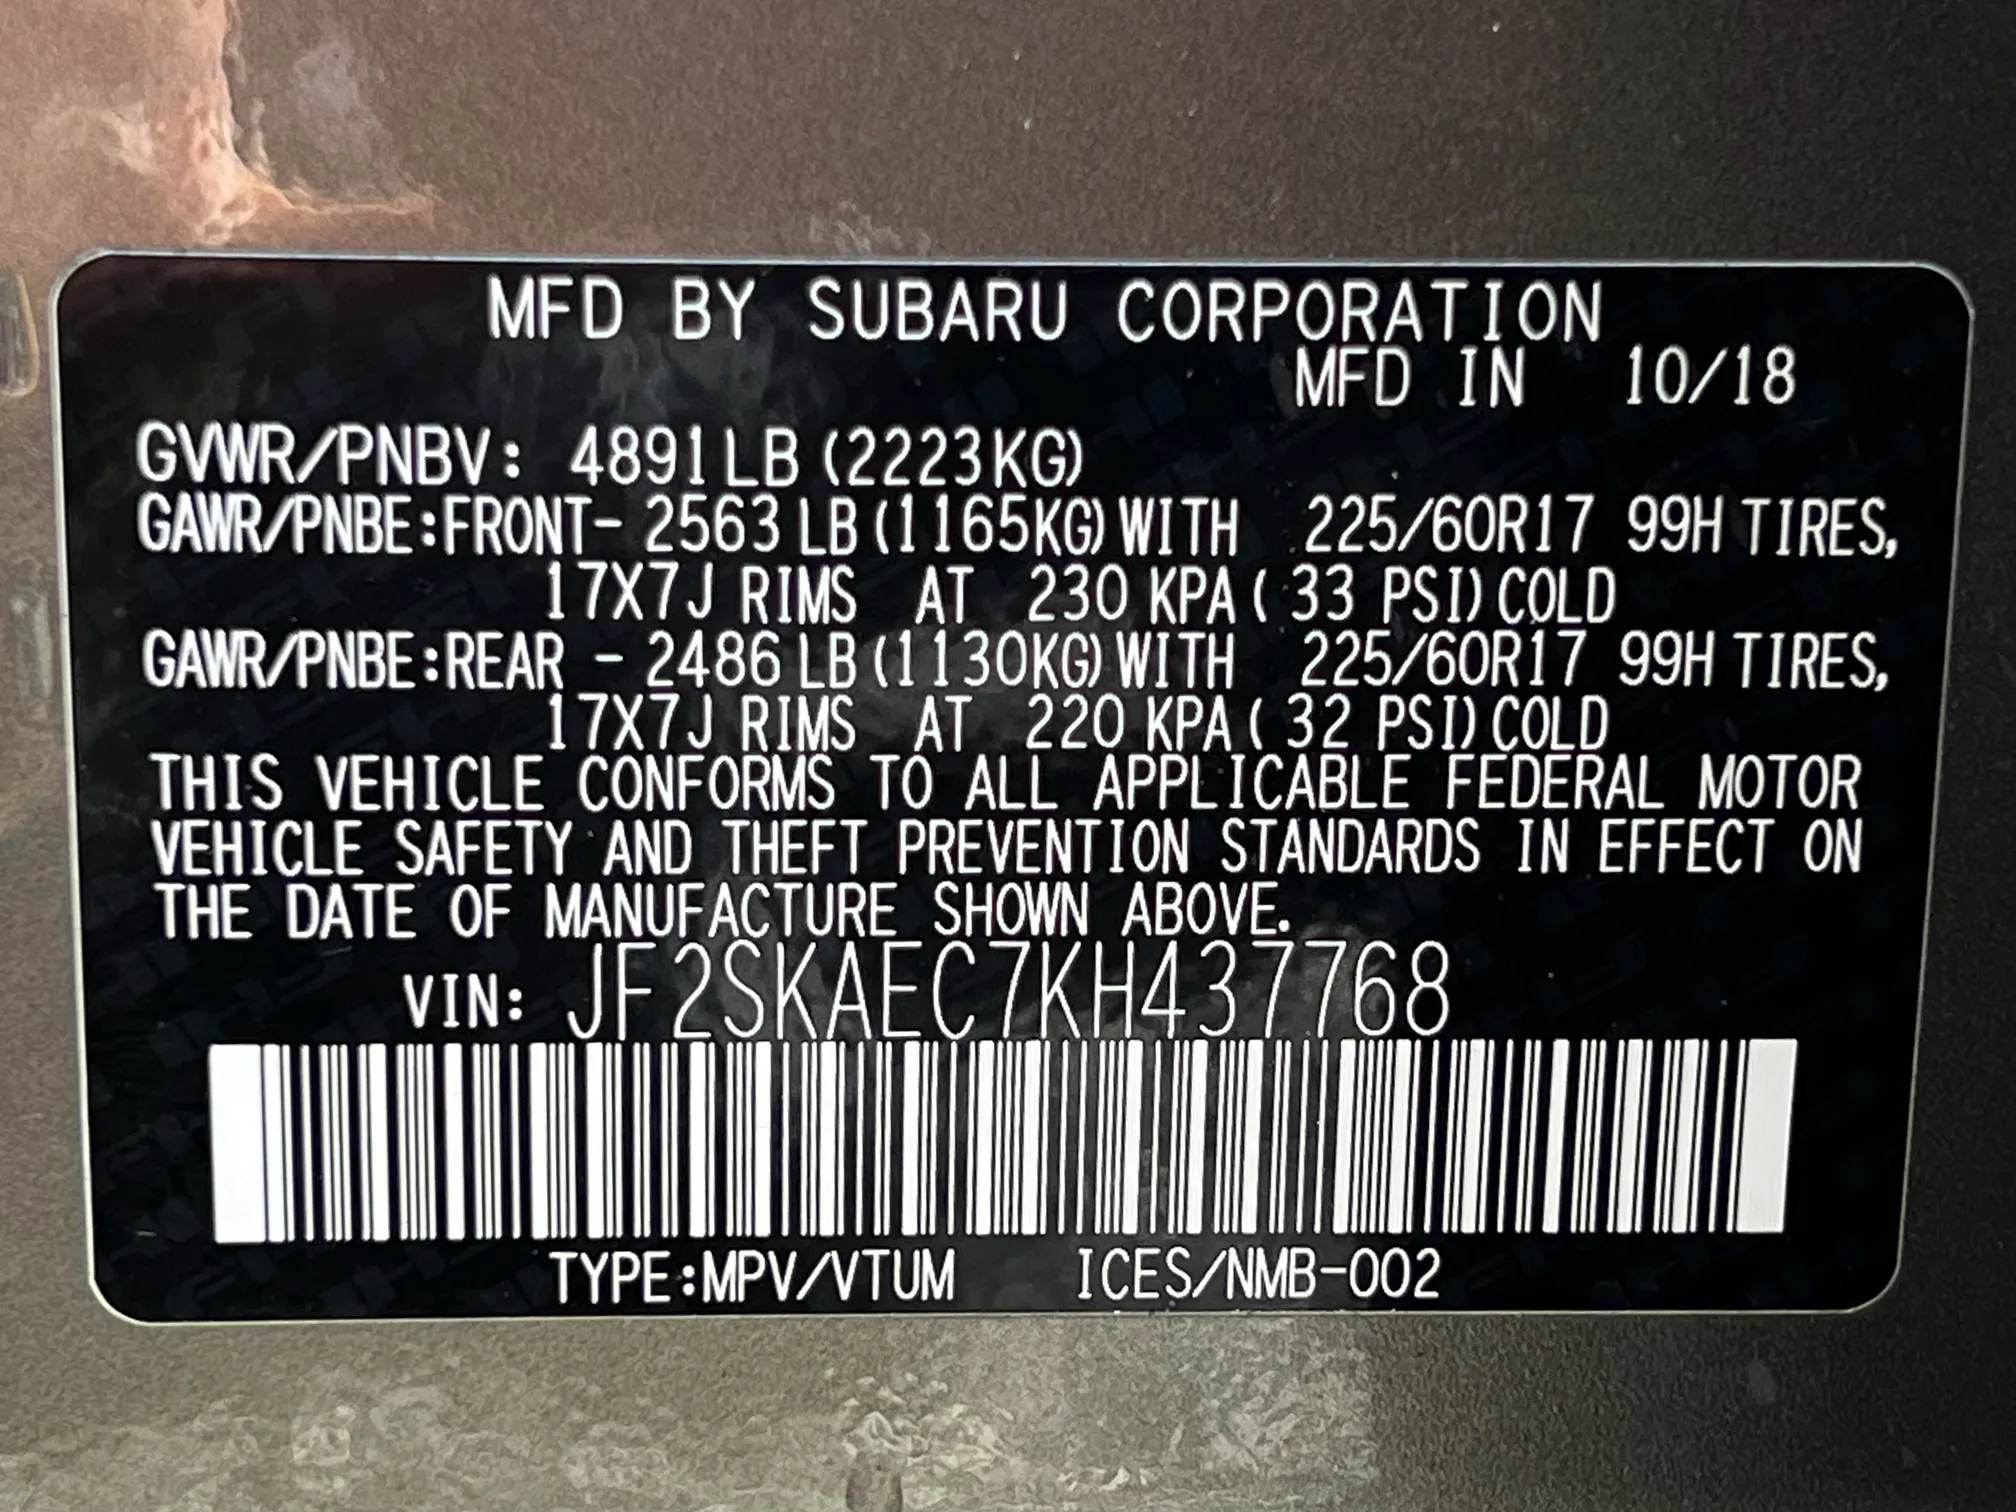 MFD BY SUBARU CORPORATION
MFD IN 10/18
GVWR/PNBV: 4891LB (2223KG)
GAWR/PNBE:FRONT- 2563 LB (1165KG) WITH 225/60R17 99H TIRES,
17X7J RIMS AT 230 KPA ( 33 PSI) COLD
GAWR/PNBE:REAR - 2486 LB (1130KG) WITH 225/60R17 99H TIRES,
17X7J RIMS AT 220 KPA ( 32 PSI) COLD
THIS VEHICLE CONFORMS TO ALL APPLICABLE FEDERAL MOTOR
VEHICLE SAFETY AND THEFT PREVENTION STANDARDS IN EFFECT ON
THE DATE OF MANUFACTURE SHOWN ABOVE.
VIN: JF2SKAEC7KH437768
TYPE:MPV/VTUM ICES/NMB-002